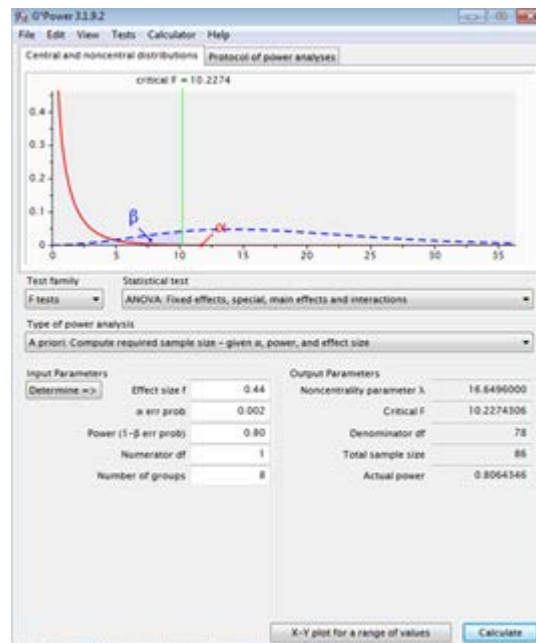 G*Power 3.1.9.2
File Edit View Tests Calculator Help
Central and noncentral distributions Protocol of power analyses
critical F = 10.2274
0.4
0.3
0.2
0.1
0
β
α
0 5 10 15 20 25 30 35
Test family Statistical test
F tests ANOVA: Fixed effects, special, main effects and interactions
Type of power analysis
A priori: Compute required sample size - given α, power, and effect size
Input Parameters Output Parameters
Determine => Effect size f 0.44 Noncentrality parameter λ 16.6496000
α err prob 0.002 Critical F 10.2274306
Power (1-β err prob) 0.80 Denominator df 78
Numerator df 1 Total sample size 86
Number of groups 8 Actual power 0.8064346
X-Y plot for a range of values Calculate